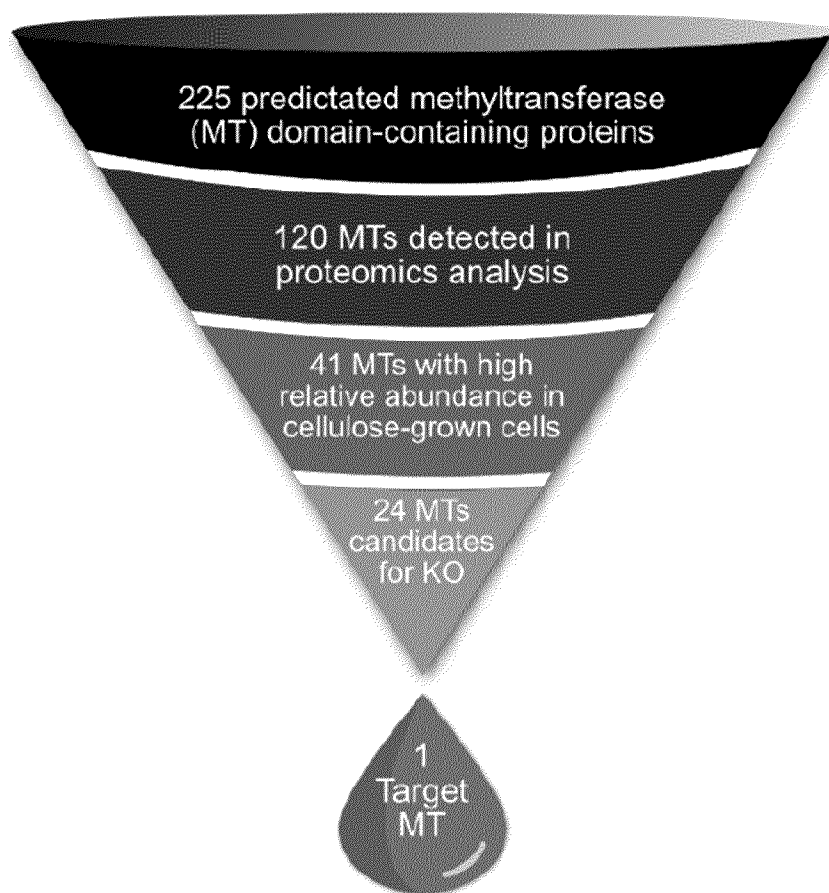 225 predictated methyltransferase
(MT) domain-containing proteins
120 MTs detected in
proteomics analysis
41 MTs with high
relative abundance in
cellulose-grown cells
24 MTs
candidates
for KO
1
Target
MT